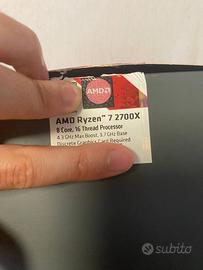 AMD
AMD Ryzen™ 7 2700X
8 Core, 16 Thread Processor
4.3 GHz Max Boost, 3.7 GHz Base
Discrete Graphics Card Required
subito